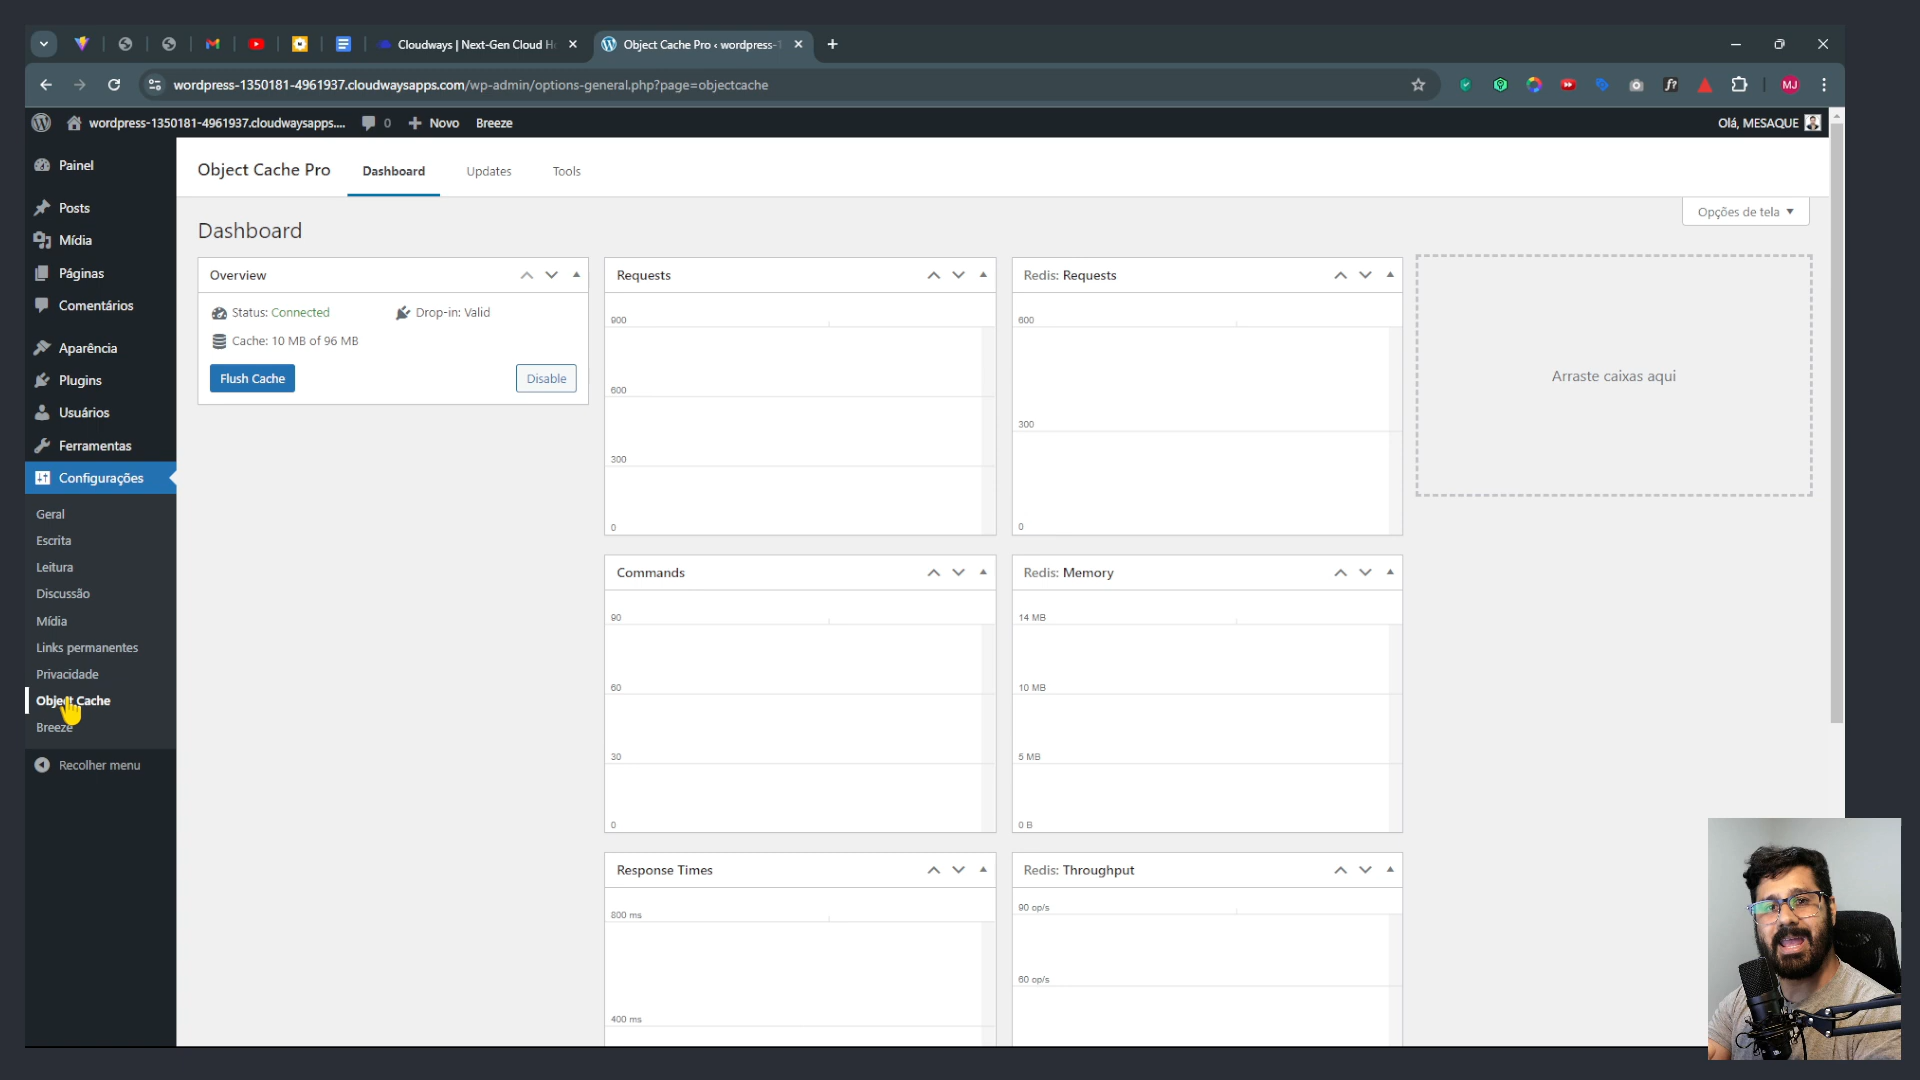 Cloudways | Next-Gen Cloud H
Object Cache Pro ‹ wordpress-1
wordpress-1350181-4961937.cloudwaysapps.com/wp-admin/options-general.php?page=objectcache
MJ
wordpress-1350181-4961937.cloudwaysapps....
0
Novo
Breeze
Olá, MESAQUE
Painel
Posts
Mídia
Páginas
Comentários
Aparência
Plugins
Usuários
Ferramentas
Configurações
Geral
Escrita
Leitura
Discussão
Mídia
Links permanentes
Privacidade
Object Cache
Breeze
Recolher menu
Object Cache Pro
Dashboard
Updates
Tools
Opções de tela
Dashboard
Overview
Status: Connected
Drop-in: Valid
Cache: 10 MB of 96 MB
Flush Cache
Disable
Requests
900
600
300
0
Redis: Requests
600
300
0
Arraste caixas aqui
Commands
90
60
30
0
Redis: Memory
14 MB
10 MB
5 MB
0 B
Response Times
800 ms
400 ms
Redis: Throughput
90 op/s
60 op/s